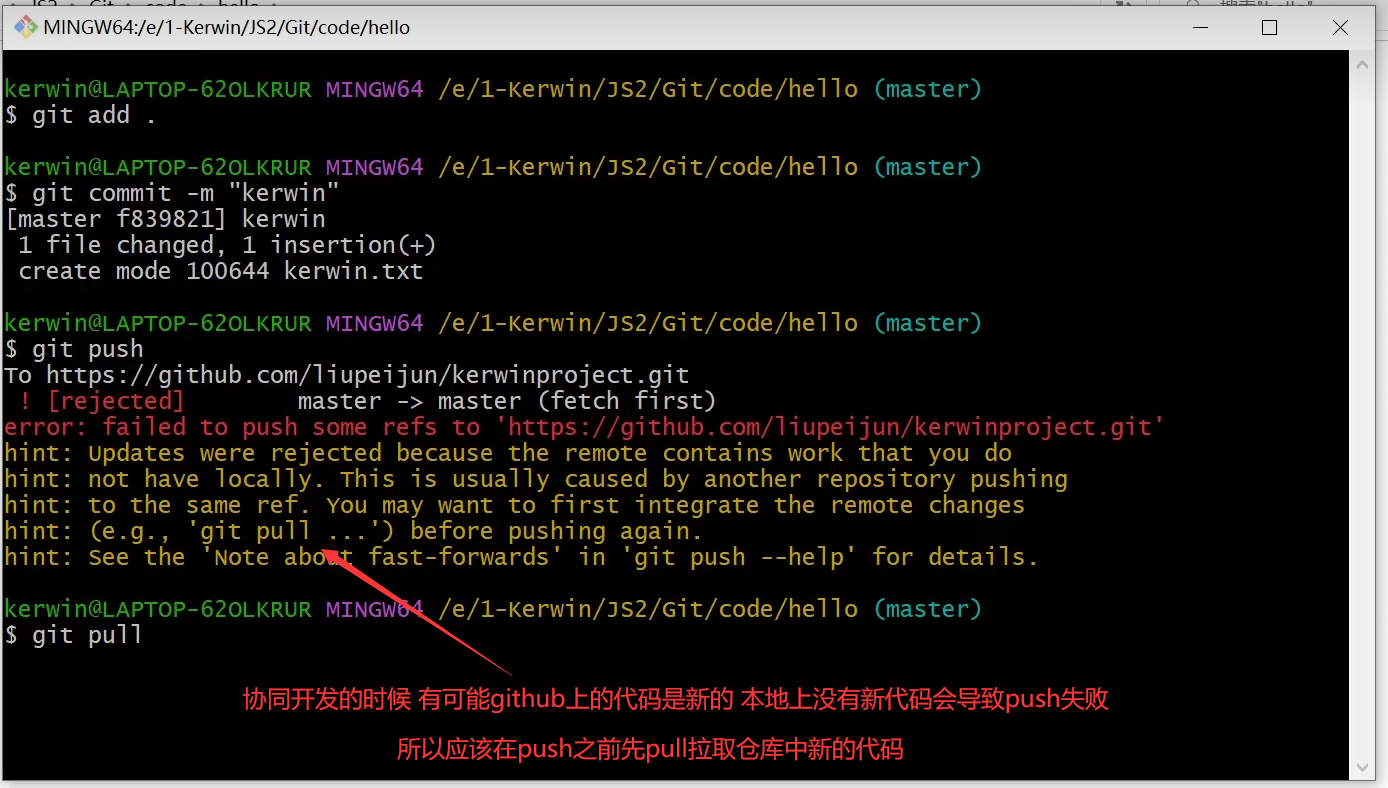 MINGW64:/e/1-Kerwin/JS2/Git/code/hello
kerwin@LAPTOP-62OLKRUR MINGW64 /e/1-Kerwin/JS2/Git/code/hello (master)
$ git add .
kerwin@LAPTOP-62OLKRUR MINGW64 /e/1-Kerwin/JS2/Git/code/hello (master)
$ git commit -m "kerwin"
[master f839821] kerwin
1 file changed, 1 insertion(+)
create mode 100644 kerwin.txt
kerwin@LAPTOP-62OLKRUR MINGW64 /e/1-Kerwin/JS2/Git/code/hello (master)
$ git push
To https://github.com/liupeijun/kerwinproject.git
! [rejected]        master -> master (fetch first)
error: failed to push some refs to 'https://github.com/liupeijun/kerwinproject.git'
hint: Updates were rejected because the remote contains work that you do
hint: not have locally. This is usually caused by another repository pushing
hint: to the same ref. You may want to first integrate the remote changes
hint: (e.g., 'git pull ...') before pushing again.
hint: See the 'Note about fast-forwards' in 'git push --help' for details.
kerwin@LAPTOP-62OLKRUR MINGW64 /e/1-Kerwin/JS2/Git/code/hello (master)
$ git pull
协同开发的时候 有可能github上的代码是新的 本地上没有新代码会导致push失败
所以应该在push之前先pull拉取仓库中新的代码